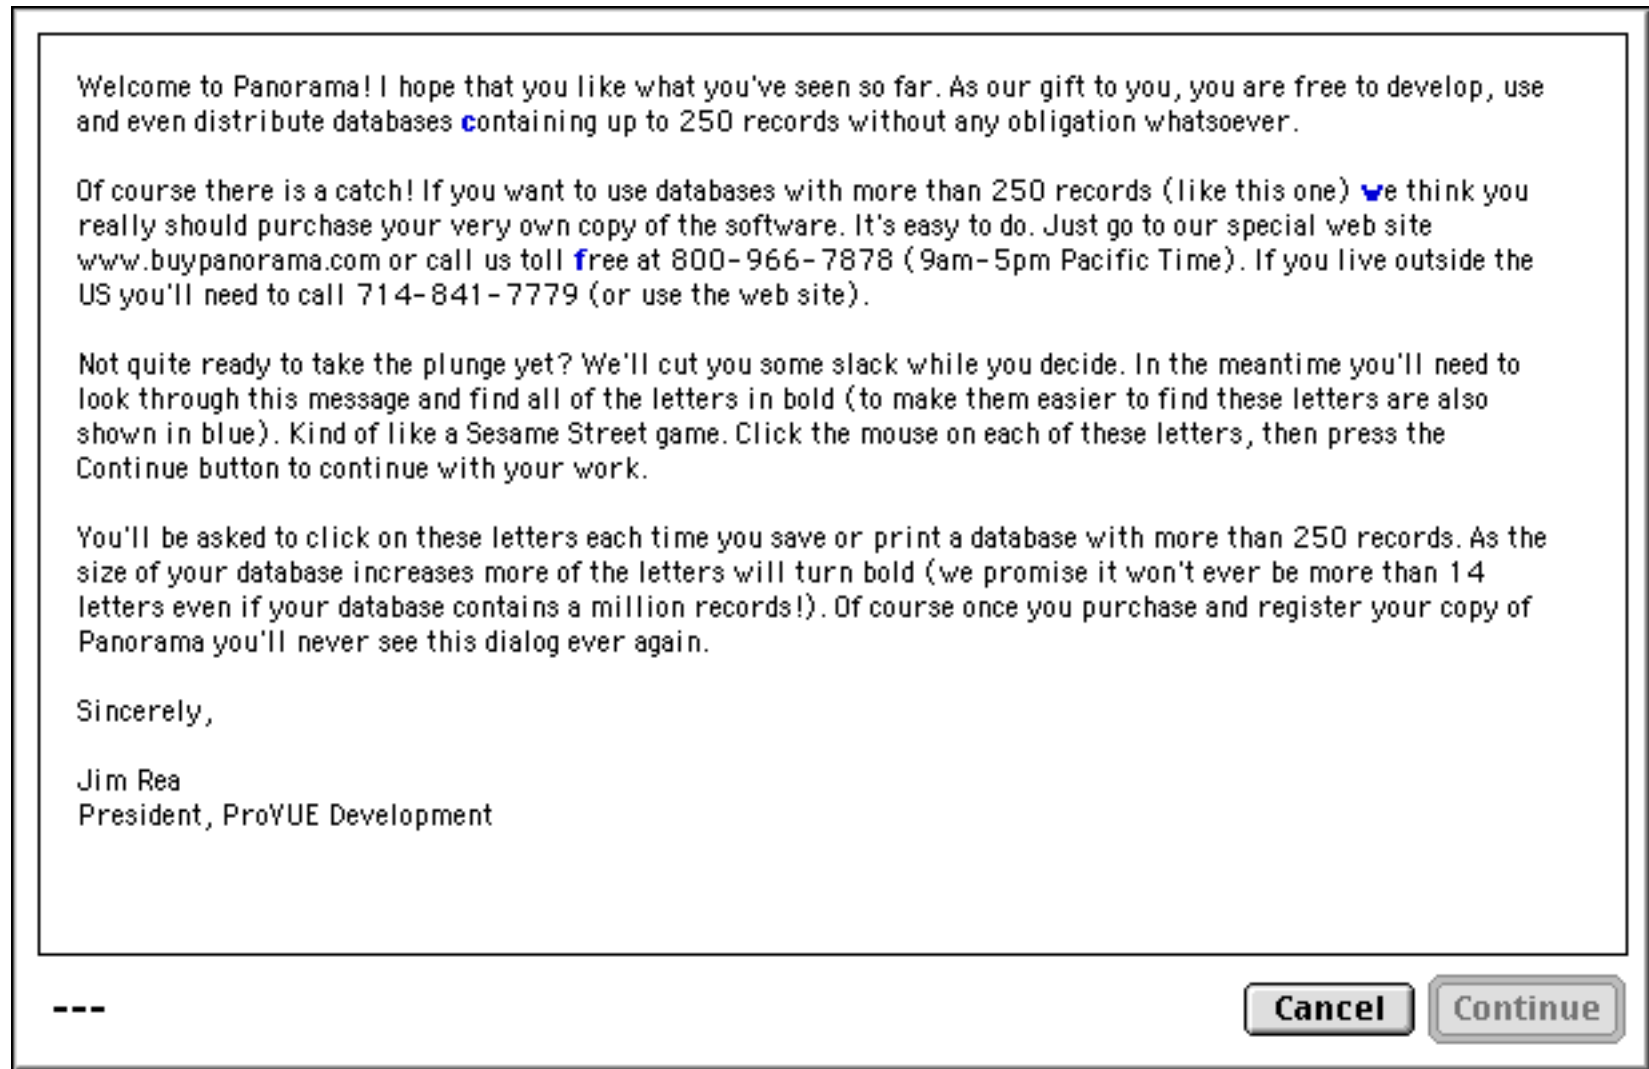 Welcome to Panorama! I hope that you like what you've seen so far. As our gift to you, you are free to develop, use
and even distribute databases containing up to 250 records without any obligation whatsoever.
Of course there is a catch! If you want to use databases with more than 250 records (like this one) we think you
really should purchase your very own copy of the software. It's easy to do. Just go to our special web site
www.buypanorama.com or call us toll free at 800-966-7878 (9am-5pm Pacific Time). If you live outside the
US you'll need to call 714-841-7779 (or use the web site).
Not quite ready to take the plunge yet? We'll cut you some slack while you decide. In the meantime you'll need to
look through this message and find all of the letters in bold (to make them easier to find these letters are also
shown in blue). Kind of like a Sesame Street game. Click the mouse on each of these letters, then press the
Continue button to continue with your work.
You'll be asked to click on these letters each time you save or print a database with more than 250 records. As the
size of your database increases more of the letters will turn bold (we promise it won't ever be more than 14
letters even if your database contains a million records!). Of course once you purchase and register your copy of
Panorama you'll never see this dialog ever again.
Sincerely,
Jim Rea
President, ProVUE Development
--- Cancel Continue